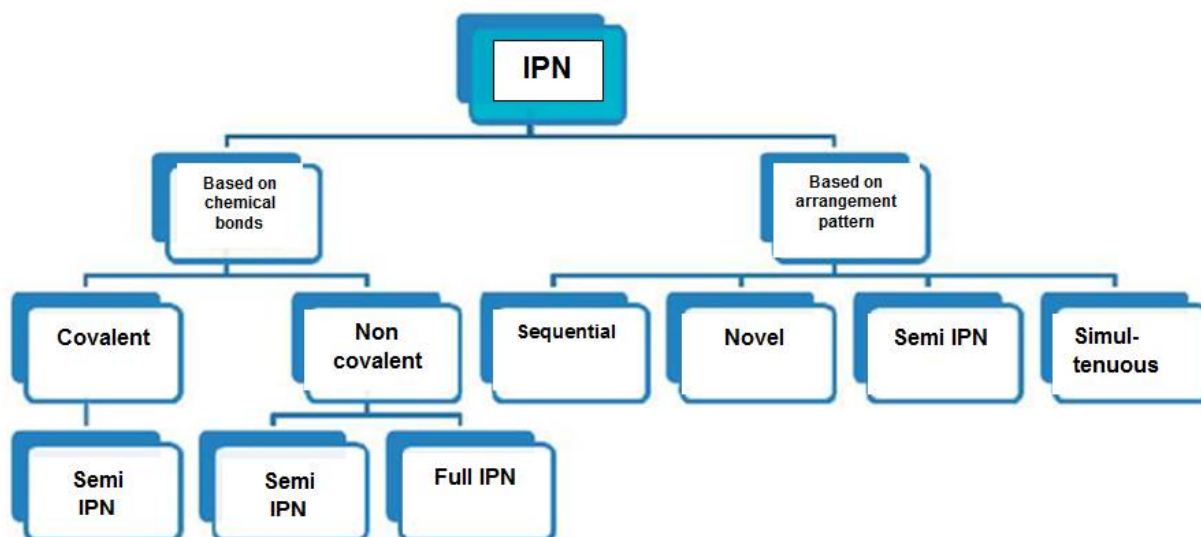 IPN
Based on
chemical
bonds
Based on
arrangement
pattern
Covalent
Non
covalent
Sequential
Novel
Semi IPN
Simul-
tenuous
Semi
IPN
Semi
IPN
Full IPN